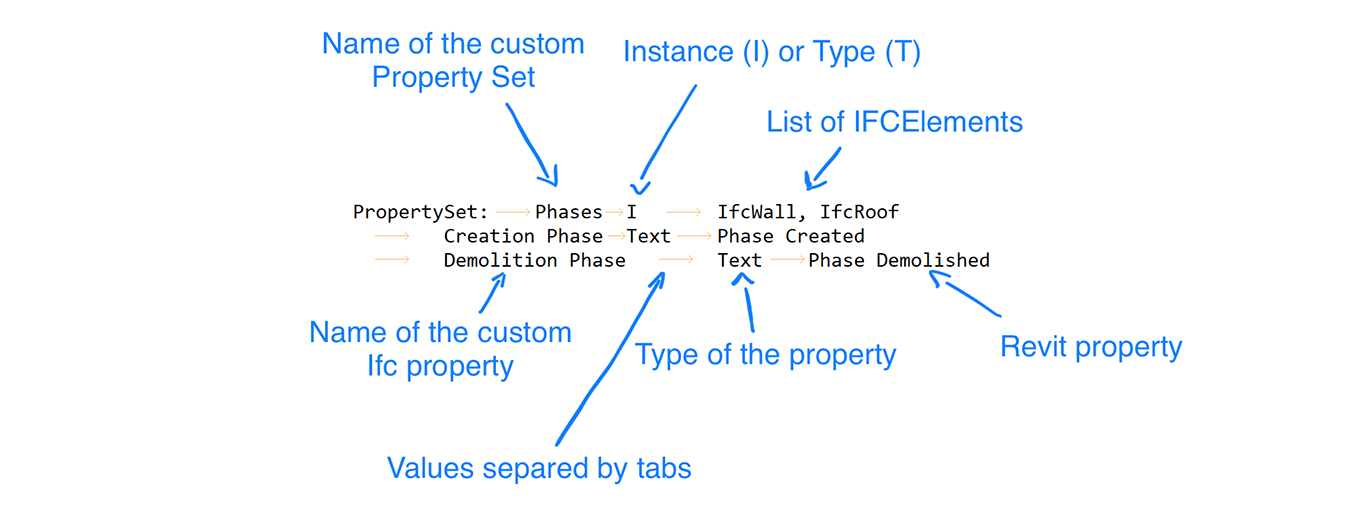 Name of the custom
Property Set
Instance (I) or Type (T)
List of IFCElements
PropertySet: Phases I IfcWall, IfcRoof
Creation Phase Text Phase Created
Demolition Phase Text Phase Demolished
Name of the custom
Ifc property
Type of the property
Revit property
Values separed by tabs